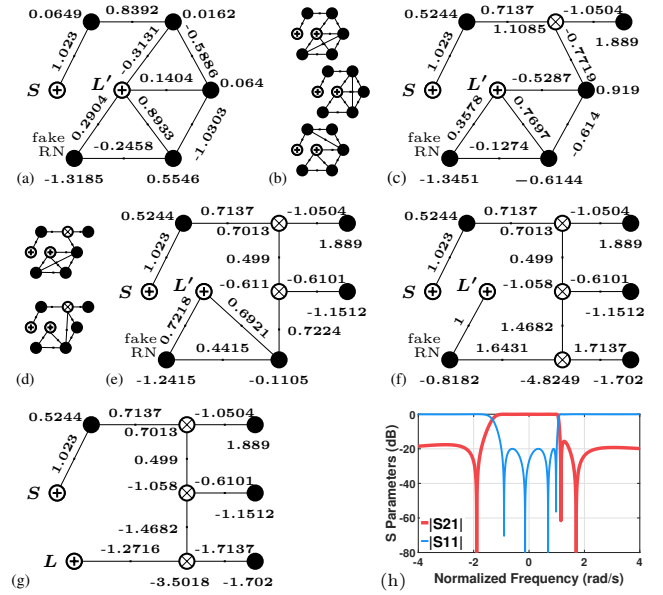 0.0649
0.8392
0.0162
1.023
-0.3131
-0.5886
S
L′
0.1404
0.064
0.2904
0.8933
-1.0303
fake
RN
-0.2458
-1.3185
0.5546
(a)
(b)
0.5244
0.7137
-1.0504
1.1085
1.889
1.023
-0.7719
S
L′
-0.5287
0.919
0.3578
0.7697
-0.614
fake
RN
-0.1274
-1.3451
−0.6144
(c)
(d)
0.5244
0.7137
-1.0504
0.7013
1.889
1.023
0.499
S
L′
-0.611
-0.6101
-1.1512
0.7218
0.6921
0.7224
fake
RN
0.4415
-1.2415
-0.1105
(e)
0.5244
0.7137
-1.0504
0.7013
1.889
1.023
0.499
S
L′
-1.058
-0.6101
-1.1512
1
1.4682
fake
RN
1.6431
1.7137
-0.8182
-4.8249
-1.702
(f)
0.5244
0.7137
-1.0504
0.7013
1.889
1.023
0.499
S
-1.058
-0.6101
-1.1512
-1.4682
L
-1.2716
-1.7137
-3.5018
-1.702
(g)
S Parameters (dB)
0
-20
-40
-60
-80
|S21|
|S11|
-4
-2
0
2
4
Normalized Frequency (rad/s)
(h)